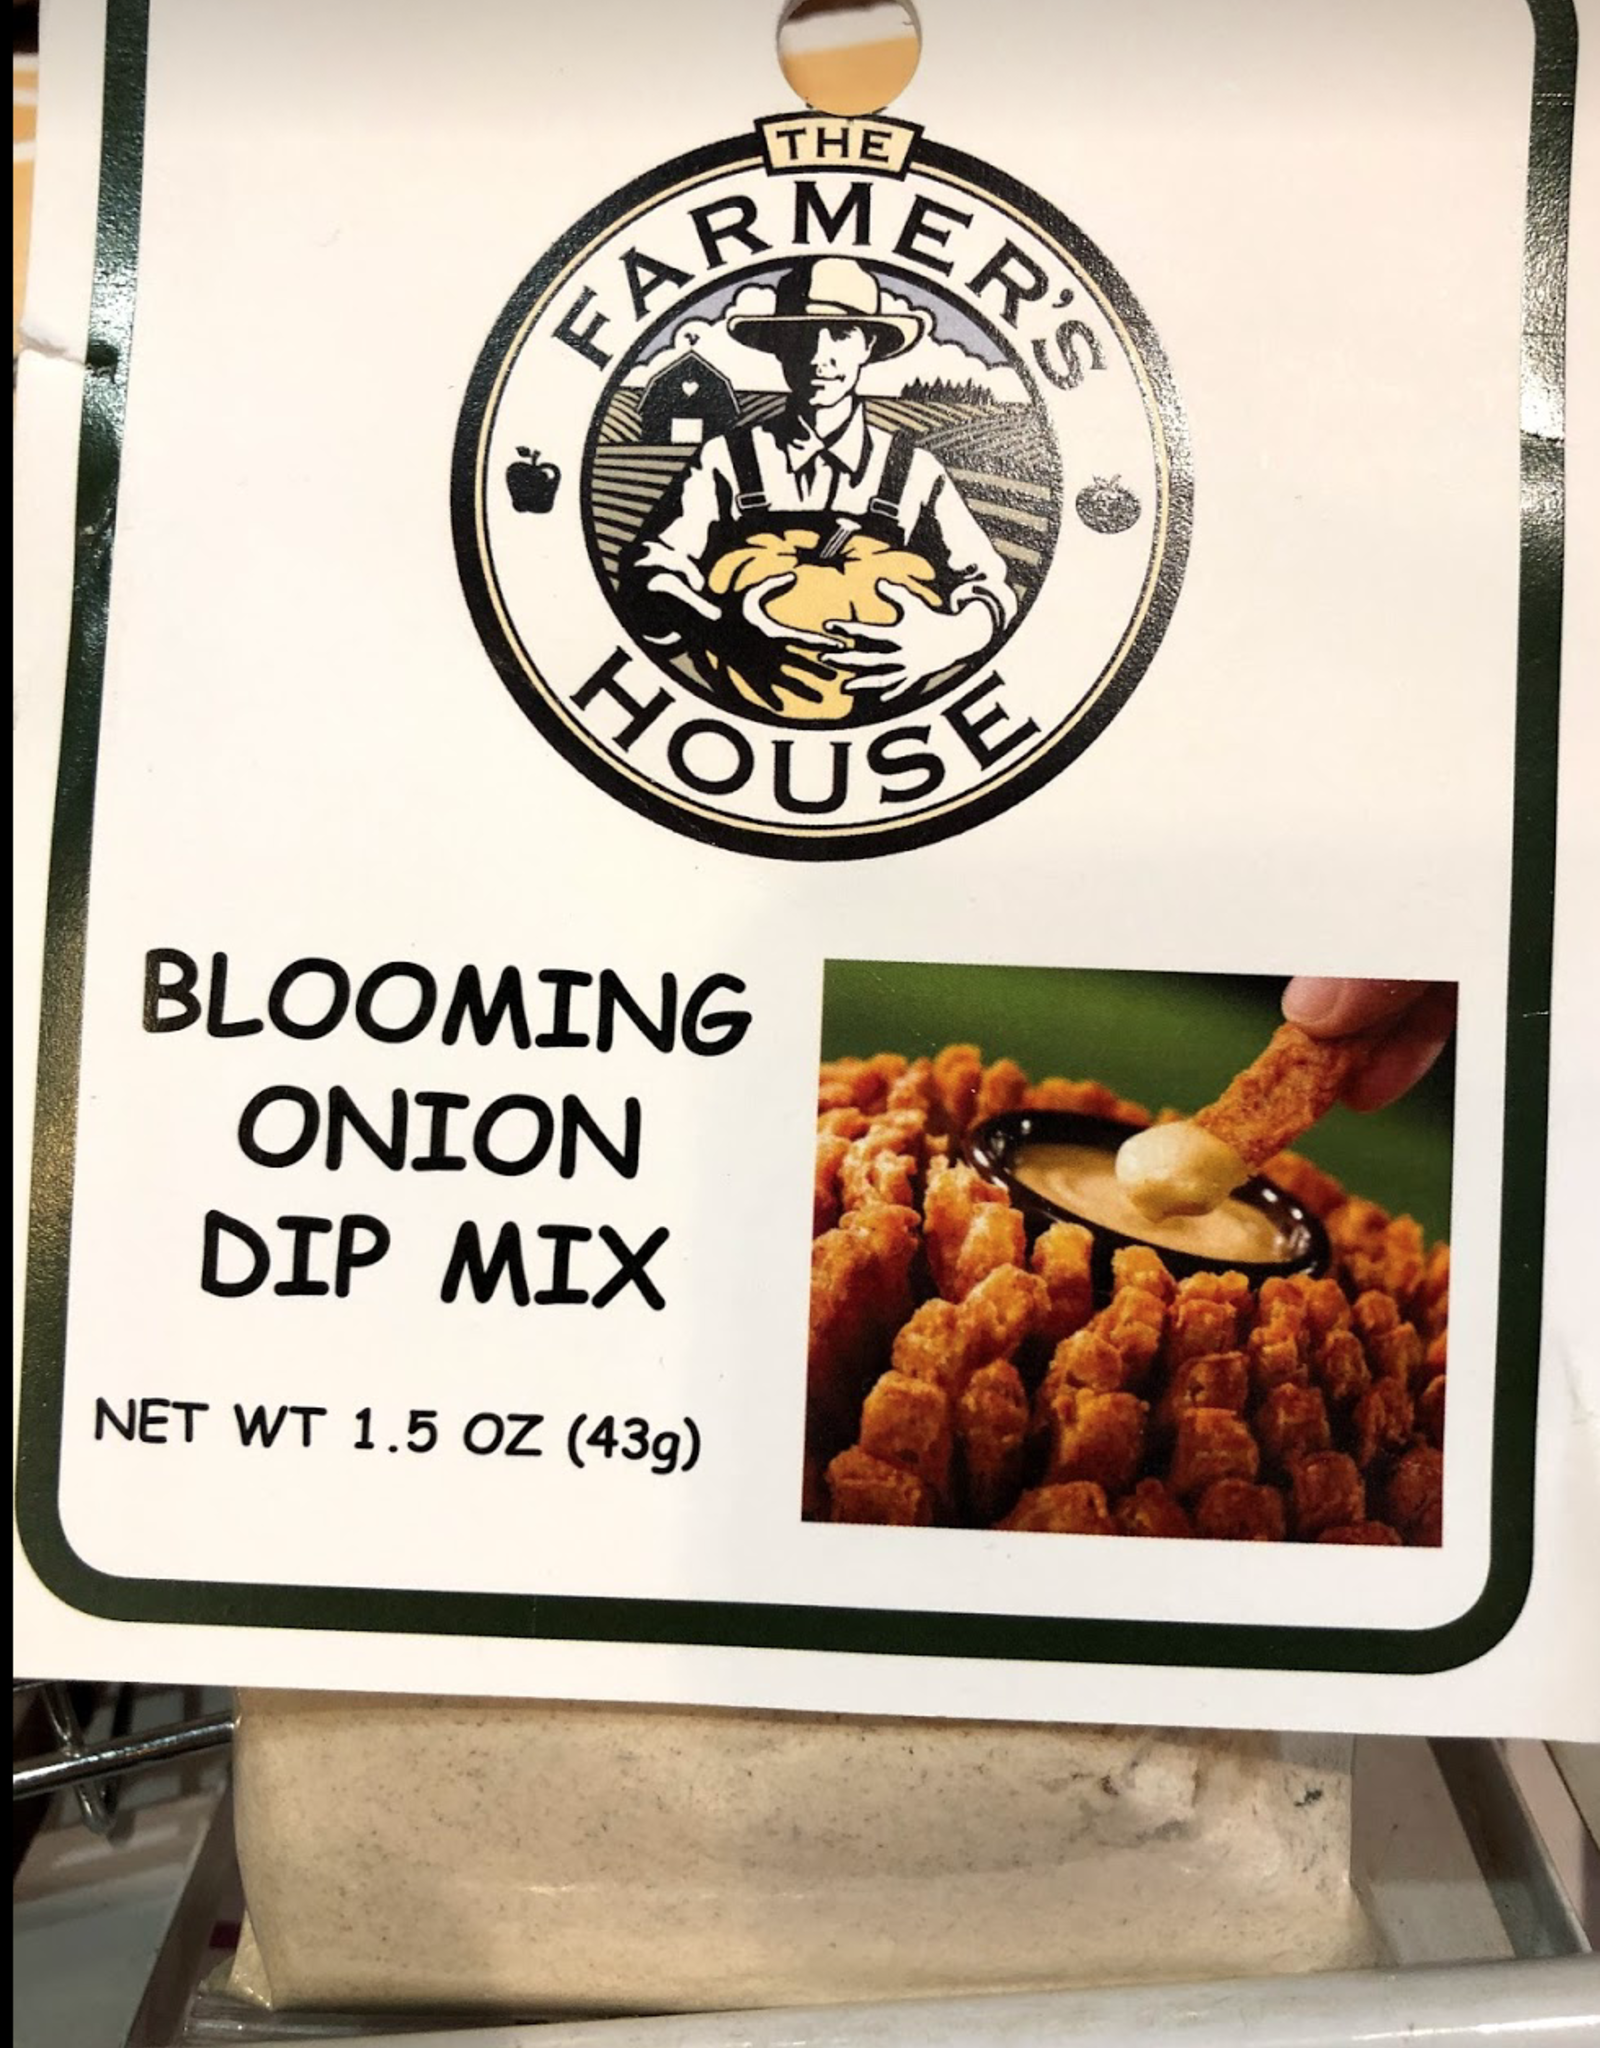 THE
FARMER'S
HOUSE
BLOOMING
ONION
DIP MIX
NET WT 1.5 OZ (43g)